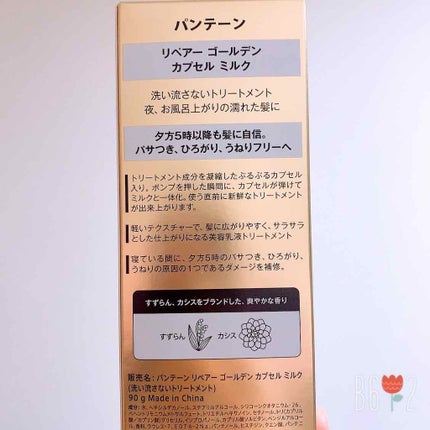 パンテーン
リペアー ゴールデン
カプセル ミルク
洗い流さないトリートメント
夜、お風呂上がりの濡れた髪に
夕方5時以降も髪に自信。
パサつき、ひろがり、うねりフリーへ
トリートメント成分を凝縮したぷるぷるカプセル
入り。ポンプを押した瞬間に、カプセルが弾けて
ミルクと一体化。使う直前に新鮮なトリートメント
が出来上がります。
軽いテクスチャーで、髪に広がりやすく、サラサラ
とした仕上がりになる美容乳液トリートメント
寝ている間に、夕方5時のパサつき、ひろがり、
うねりの原因の1つであるダメージを補修。
すずらん、カシスをブランドした、爽やかな香り
すずらん
カシス
販売名: パンテーン リペアー ゴールデン カプセル ミルク
(洗い流さないトリートメント)
90 g Made in China